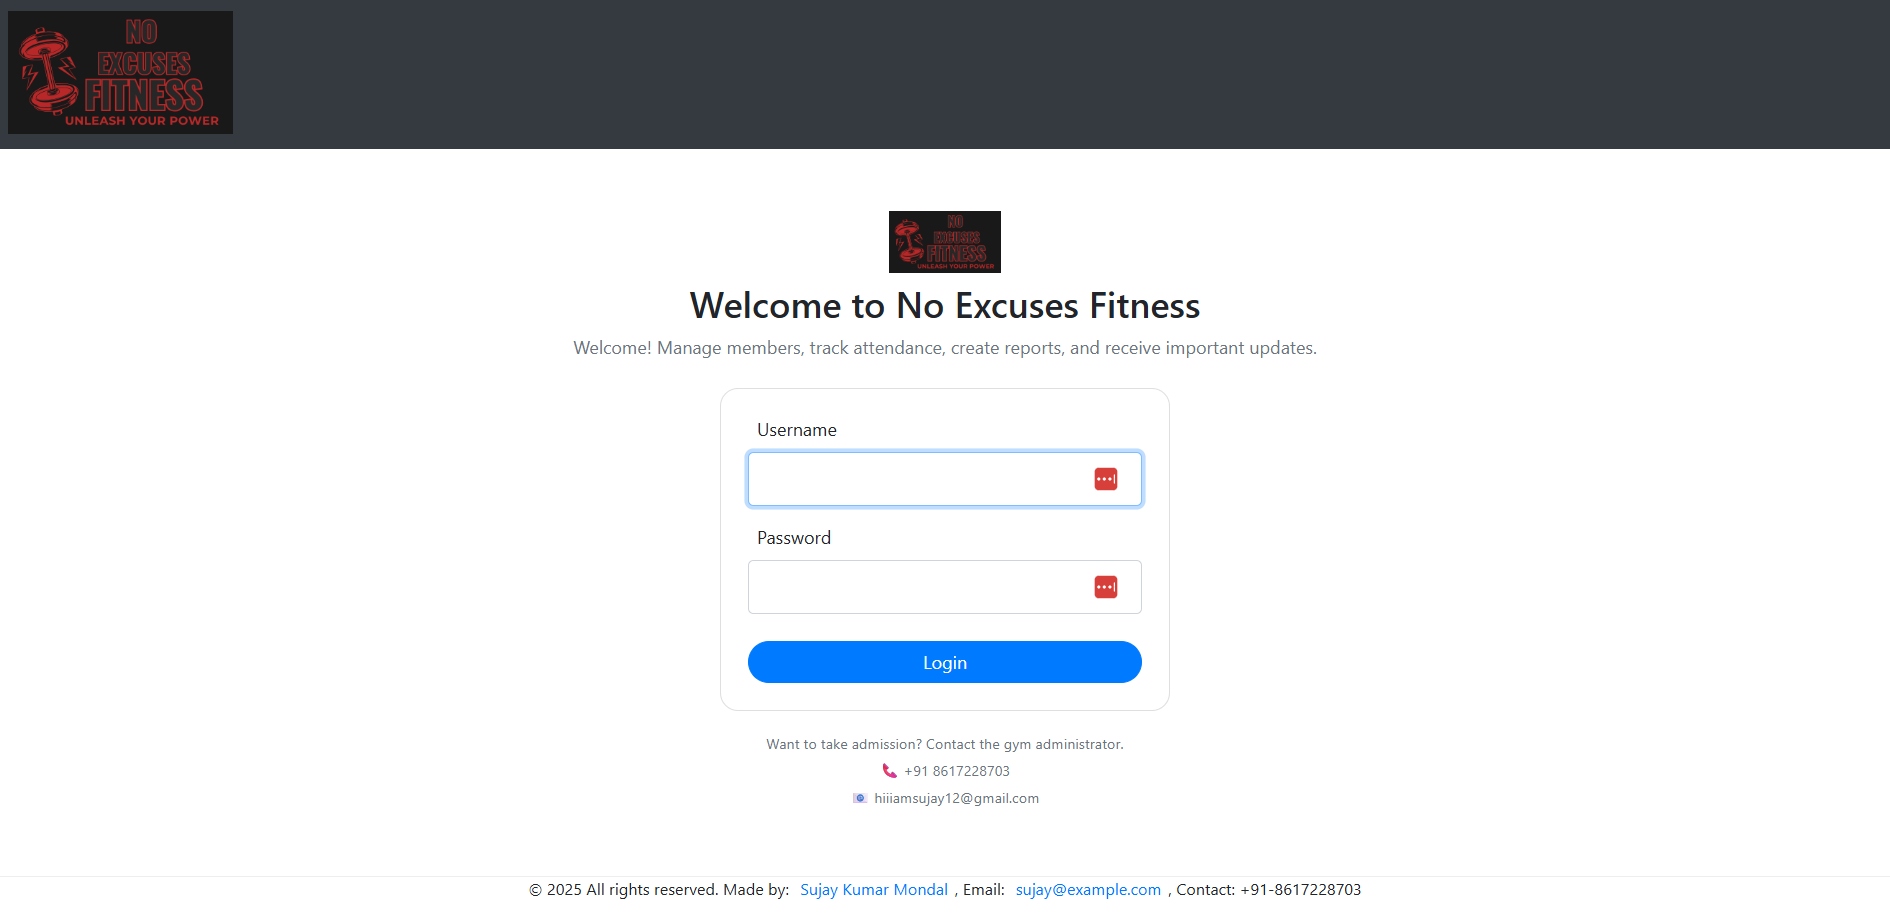 NO
EXCUSES
FITNESS
UNLEASH YOUR POWER
NO
EXCUSES
FITNESS
UNLEASH YOUR POWER
Welcome to No Excuses Fitness
Welcome! Manage members, track attendance, create reports, and receive important updates.
Username
Password
Login
Want to take admission? Contact the gym administrator.
📞 +91 8617228703
📧 hiiiamsujay12@gmail.com
© 2025 All rights reserved. Made by: Sujay Kumar Mondal , Email: sujay@example.com , Contact: +91-8617228703